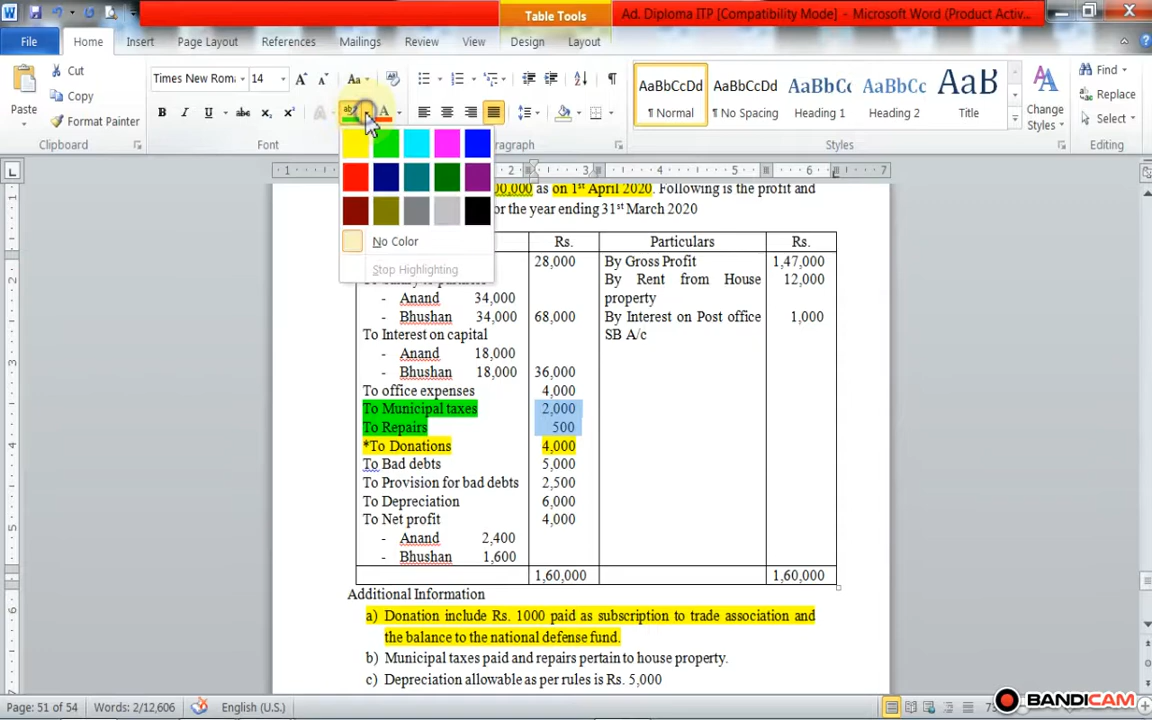 Table Tools
Ad. Diploma ITP [Compatibility Mode] - Microsoft Word (Product Activ...
File Home Insert Page Layout References Mailings Review View Design Layout
Paste
Cut
Copy
Format Painter
Clipboard
Times New Rom 14
Font
Paragraph
AaBbCcDd ¶ Normal
AaBbCcDd ¶ No Spacing
AaBbCc Heading 1
AaBbCc Heading 2
AaB Title
Change Styles
Styles
Find
Replace
Select
Editing
No Color
Stop Highlighting
00,000 as on 1st April 2020. Following is the profit and
or the year ending 31st March 2020
Rs. Particulars Rs.
28,000 By Gross Profit 1,47,000
By Rent from House property 12,000
- Anand 34,000
- Bhushan 34,000 68,000 By Interest on Post office SB A/c 1,000
To Interest on capital
- Anand 18,000
- Bhushan 18,000 36,000
To office expenses 4,000
To Municipal taxes 2,000
To Repairs 500
*To Donations 4,000
To Bad debts 5,000
To Provision for bad debts 2,500
To Depreciation 6,000
To Net profit 4,000
- Anand 2,400
- Bhushan 1,600
1,60,000 1,60,000
Additional Information
a) Donation include Rs. 1000 paid as subscription to trade association and
the balance to the national defense fund.
b) Municipal taxes paid and repairs pertain to house property.
c) Depreciation allowable as per rules is Rs. 5,000
Page: 51 of 54 Words: 2/12,606 English (U.S.)
BANDICAM